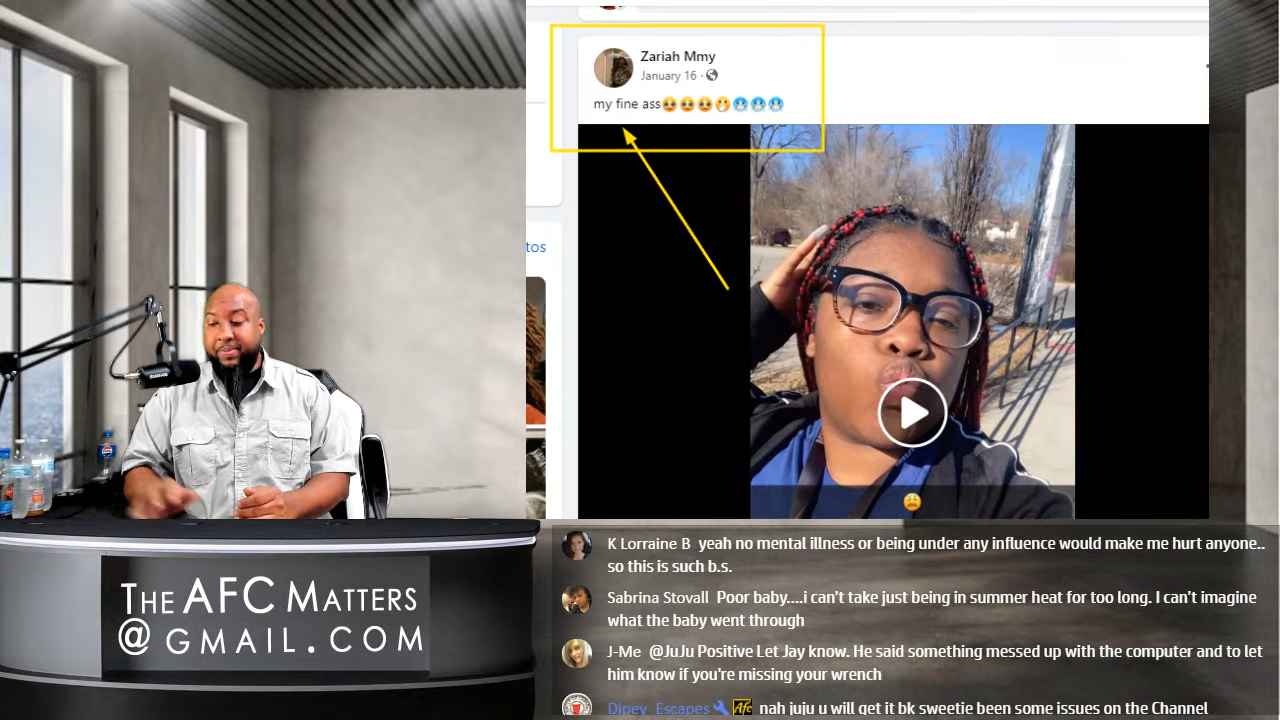 Zariah Mmy
January 16 ·
my fine ass🥹🥹🥹🫢🥶🥶🥶
tos
😩
THE AFC MATTERS
@ GMAIL.COM
K Lorraine B yeah no mental illness or being under any influence would make me hurt anyone..
so this is such b.s.
Sabrina Stovall Poor baby....i can't take just being in summer heat for too long. I can't imagine
what the baby went through
J-Me @JuJu Positive Let Jay know. He said something messed up with the computer and to let
him know if you're missing your wrench
Dipey_Escapes🔧 Afc nah juju u will get it bk sweetie been some issues on the Channel